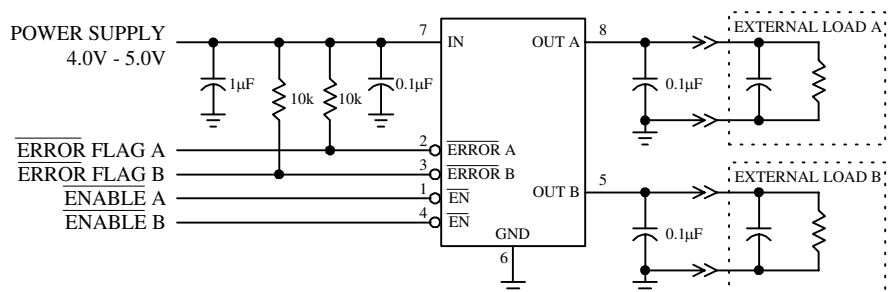 POWER SUPPLY
4.0V - 5.0V
1μF
10k
10k
0.1μF
7
IN
OUT A
8
0.1μF
EXTERNAL LOAD A
ERROR FLAG A
2
ERROR A
ERROR FLAG B
3
ERROR B
ENABLE A
1
EN
ENABLE B
4
EN
OUT B
5
0.1μF
EXTERNAL LOAD B
GND
6